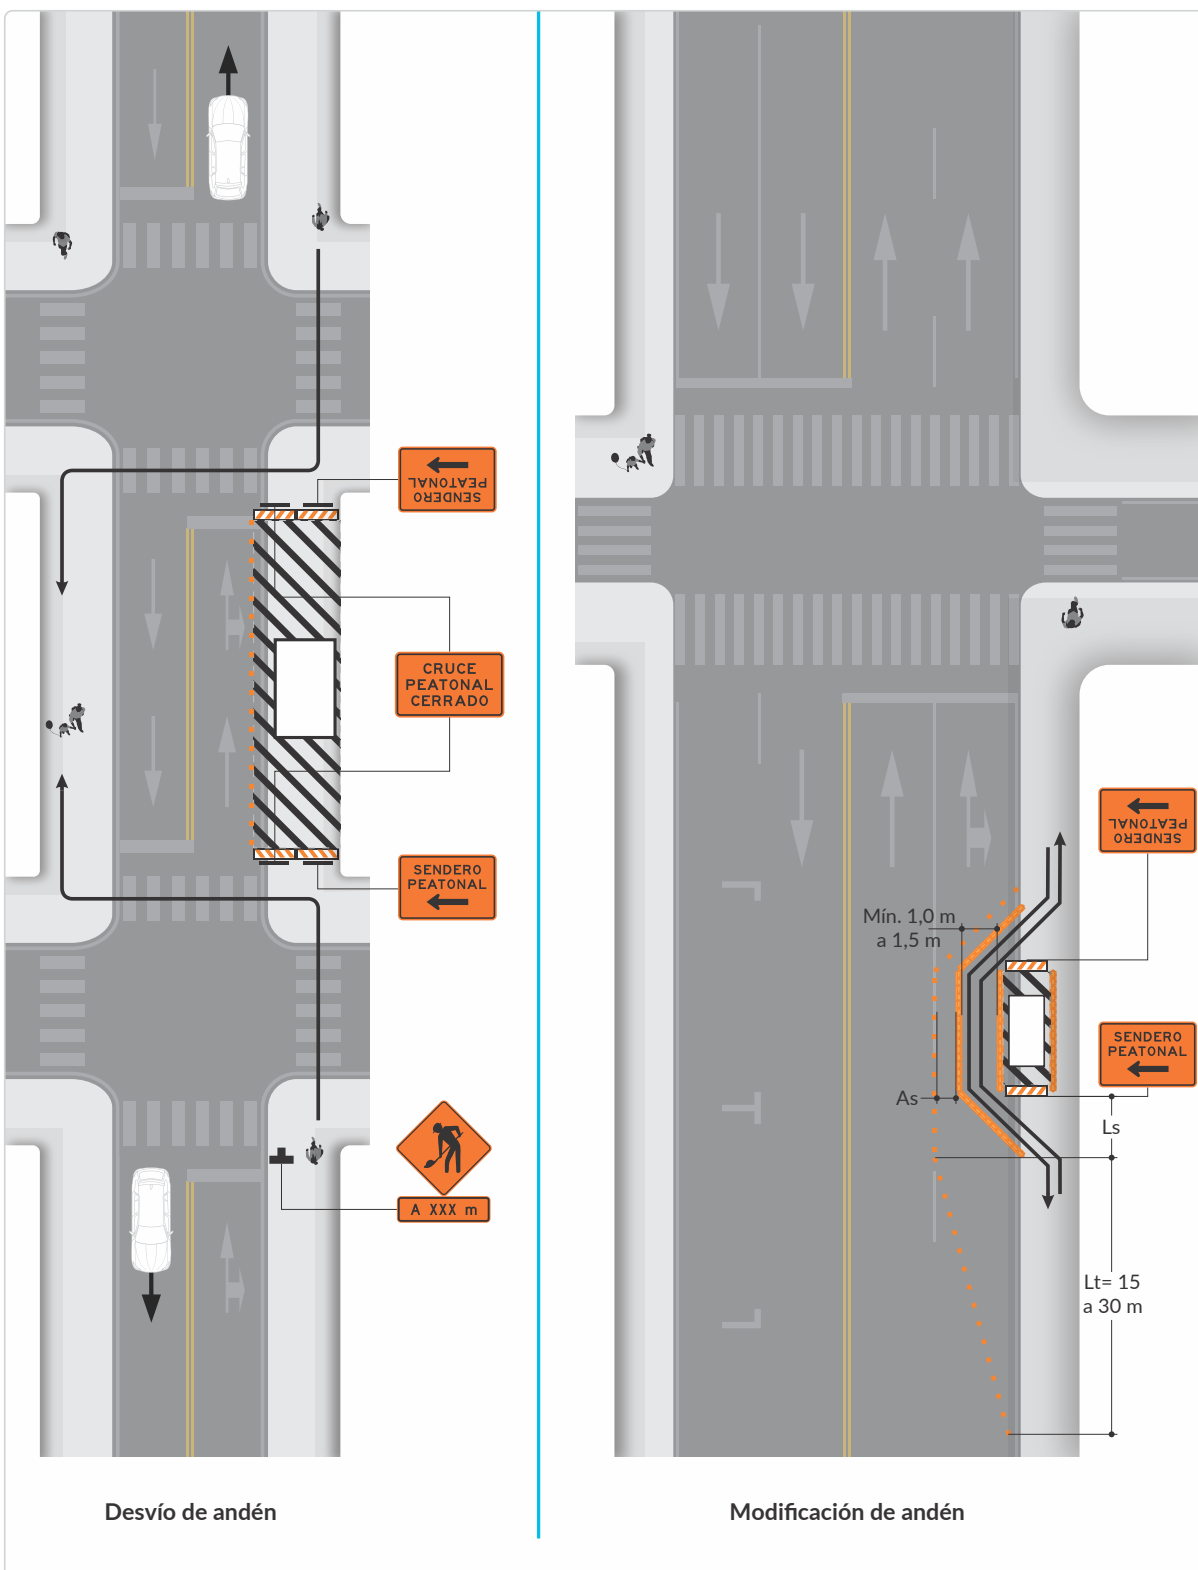 SENDERO
PEATONAL
CRUCE
PEATONAL
CERRADO
SENDERO
PEATONAL
A XXX m
Desvío de andén
SENDERO
PEATONAL
Mín. 1,0 m
a 1,5 m
SENDERO
PEATONAL
As
Ls
Lt= 15
a 30 m
Modificación de andén